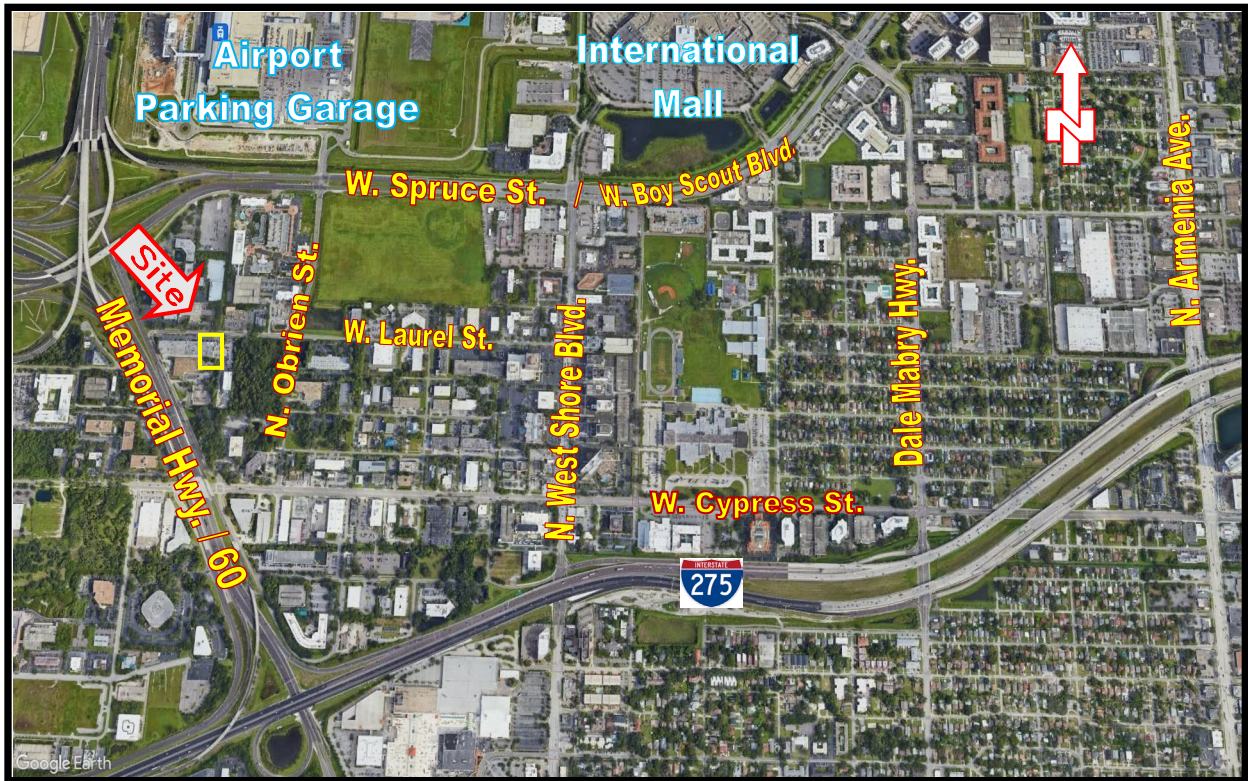 Airport
Parking Garage
International
Mall
N
W. Spruce St. / W. Boy Scout Blvd.
N. Armenia Ave.
Site
N. Obrien St.
Dale Mabry Hwy.
W. Laurel St.
N. West Shore Blvd.
Memorial Hwy. / 60
W. Cypress St.
INTERSTATE
275
Google Earth